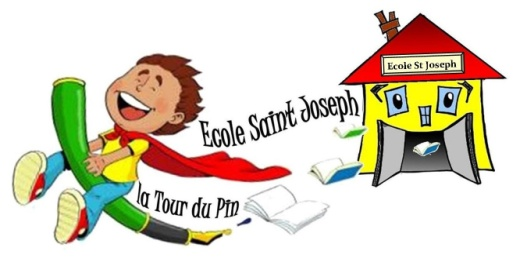 Ecole St Joseph
Ecole Saint Joseph
la Tour du Pin